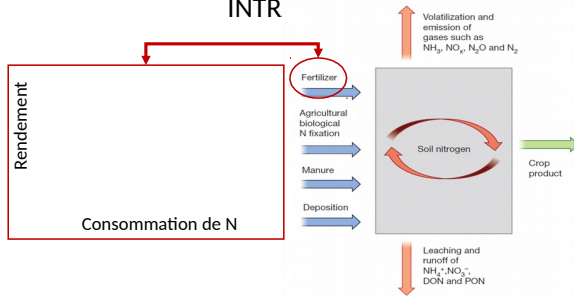 INTR
Volatilization and
emission of
gases such as
NH₃, NOₓ, N₂O and N₂
Rendement
Consommation de N
Fertilizer
Agricultural
biological
N fixation
Manure
Deposition
Soil nitrogen
Crop
product
Leaching and
runoff of
NH₄⁺,NO₃⁻,
DON and PON